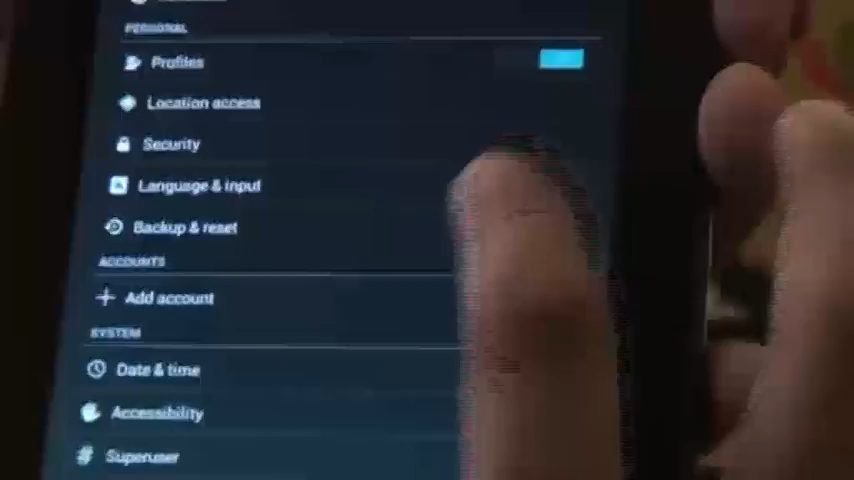 PERSONAL
Profiles
Location access
Security
Language & input
Backup & reset
ACCOUNTS
Add account
SYSTEM
Date & time
Accessibility
Superuser